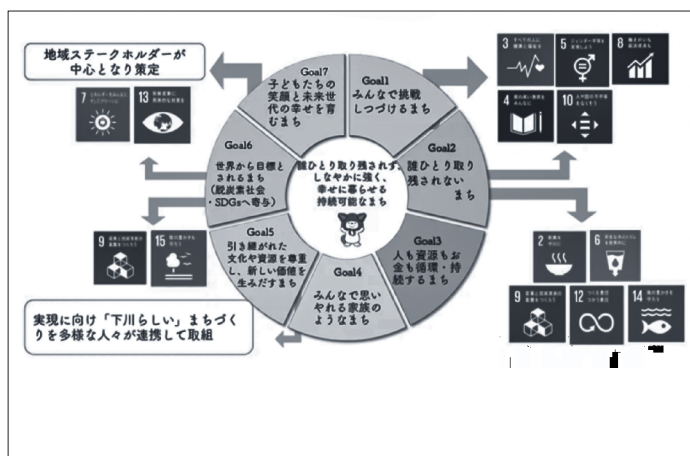 地域ステークホルダーが
中心となり策定
Goal7
子どもたちの
笑顔と未来世
代の幸せを育
むまち
Goal1
みんなで挑戦
しつづけるまち
Goal2
誰ひとり取り
残されない
まち
Goal3
人も資源もお
金も循環・持
続するまち
Goal4
みんなで思い
やれる家族の
ようなまち
Goal5
引き継がれた
文化や資源を尊重
し、新しい価値を
生みだすまち
Goal6
世界から目標と
されるまち
(脱炭素社会
・SDGsへ寄与)
誰ひとり取り残されず、
しなやかに強く、
幸せに暮らせる
持続可能なまち
3
5
8
4
10
7
13
9
15
2
6
9
12
14
つくる責任
つかう責任
実現に向け「下川らしい」まちづく
りを多様な人々が連携して取組